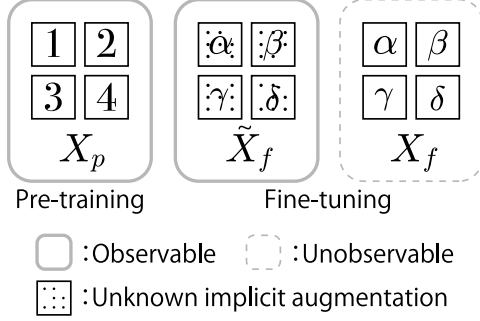 1 2 α β α β
3 4 γ δ γ δ
X_p X̃_f X_f
Pre-training Fine-tuning
:Observable :Unobservable
:Unknown implicit augmentation